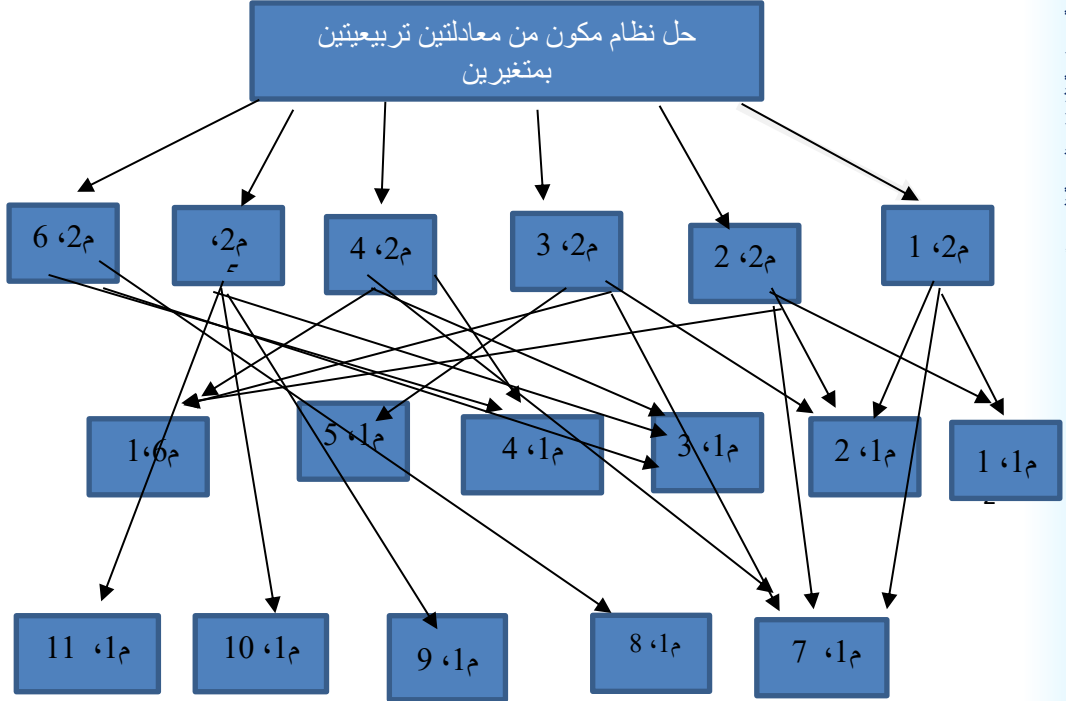 حل نظام مكون من معادلتين تربيعيتين
بمتغيرين
م2، 1
م2، 2
م2، 3
م2، 4
م2،
م2، 6
م1، 1
م1، 2
م1، 3
م1، 4
م1، 5
م6،1
م1، 7
م1، 8
م1، 9
م1، 10
م1، 11